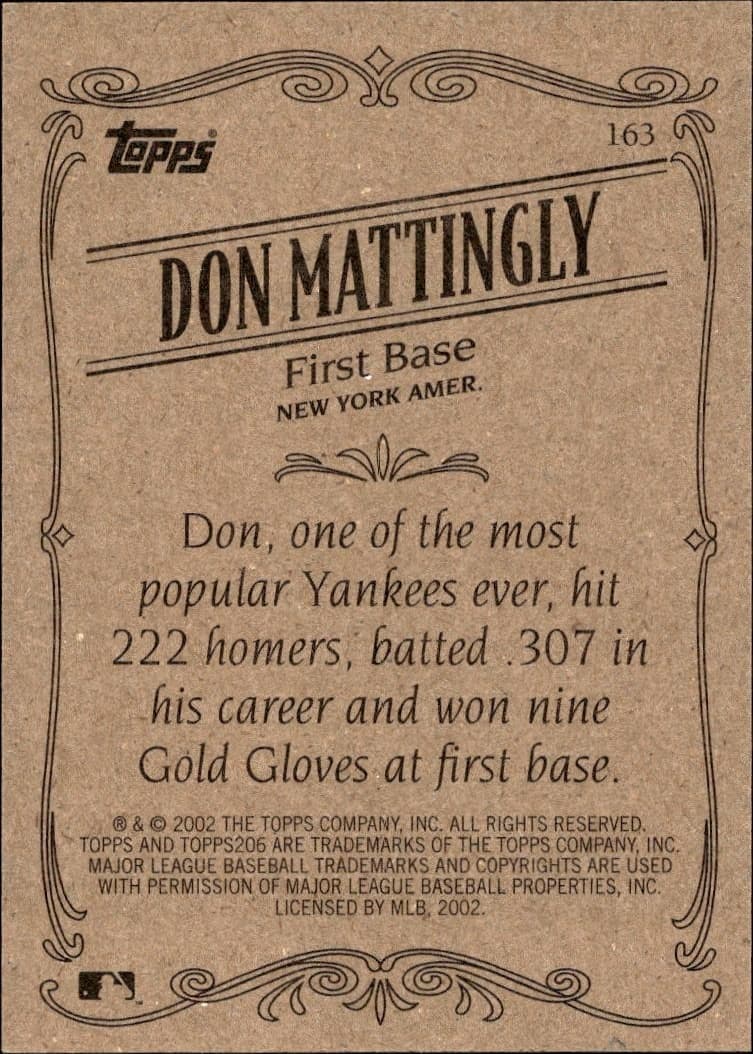 Topps®
163
DON MATTINGLY
First Base
NEW YORK AMER.
Don, one of the most
popular Yankees ever, hit
222 homers, batted .307 in
his career and won nine
Gold Gloves at first base.
® & © 2002 THE TOPPS COMPANY, INC. ALL RIGHTS RESERVED.
TOPPS AND TOPPS206 ARE TRADEMARKS OF THE TOPPS COMPANY, INC.
MAJOR LEAGUE BASEBALL TRADEMARKS AND COPYRIGHTS ARE USED
WITH PERMISSION OF MAJOR LEAGUE BASEBALL PROPERTIES, INC.
LICENSED BY MLB, 2002.
™